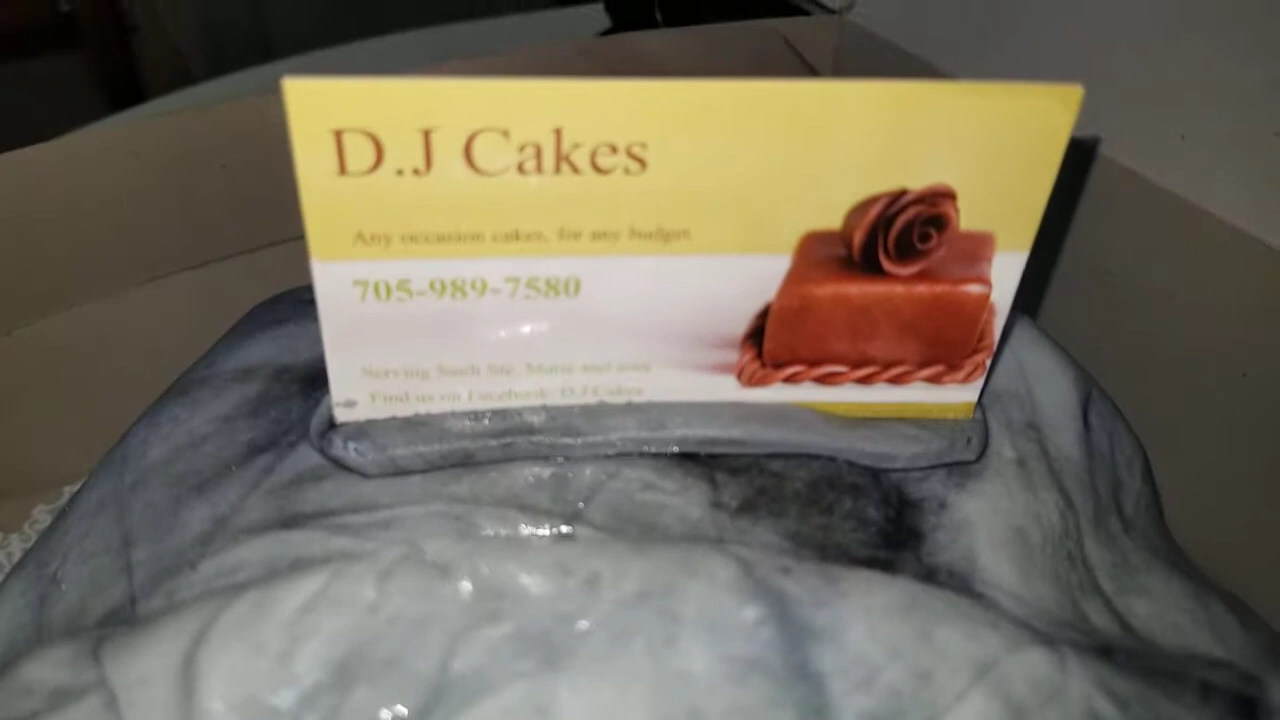 D.J Cakes
Any occasion cakes, for any budget.
705-989-7580
Serving Sault Ste. Marie and area
Find us on Facebook: D.J Cakes